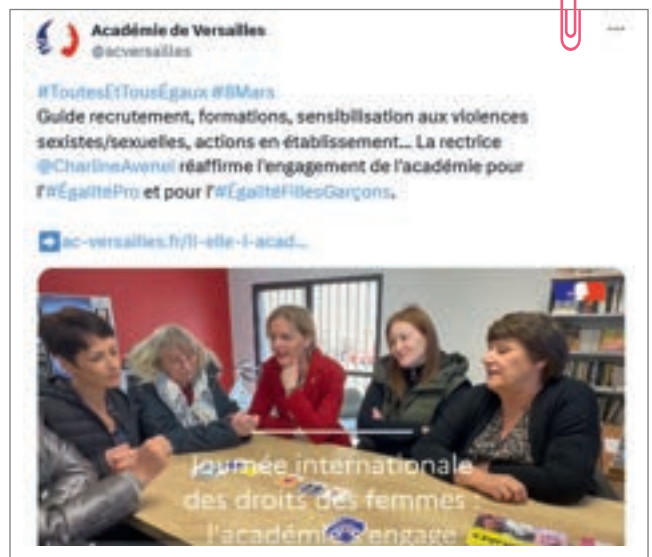 Académie de Versailles
@acversailles
#ToutesEtTousÉgaux #8Mars
Guide recrutement, formations, sensibilisation aux violences
sexistes/sexuelles, actions en établissement... La rectrice
@CharlineAvenel réaffirme l'engagement de l'académie pour
l'#ÉgalitéPro et pour l'#ÉgalitéFillesGarçons.
ac-versailles.fr/il-elle-l-acad...
Journée internationale
des droits des femmes :
l'académie s'engage